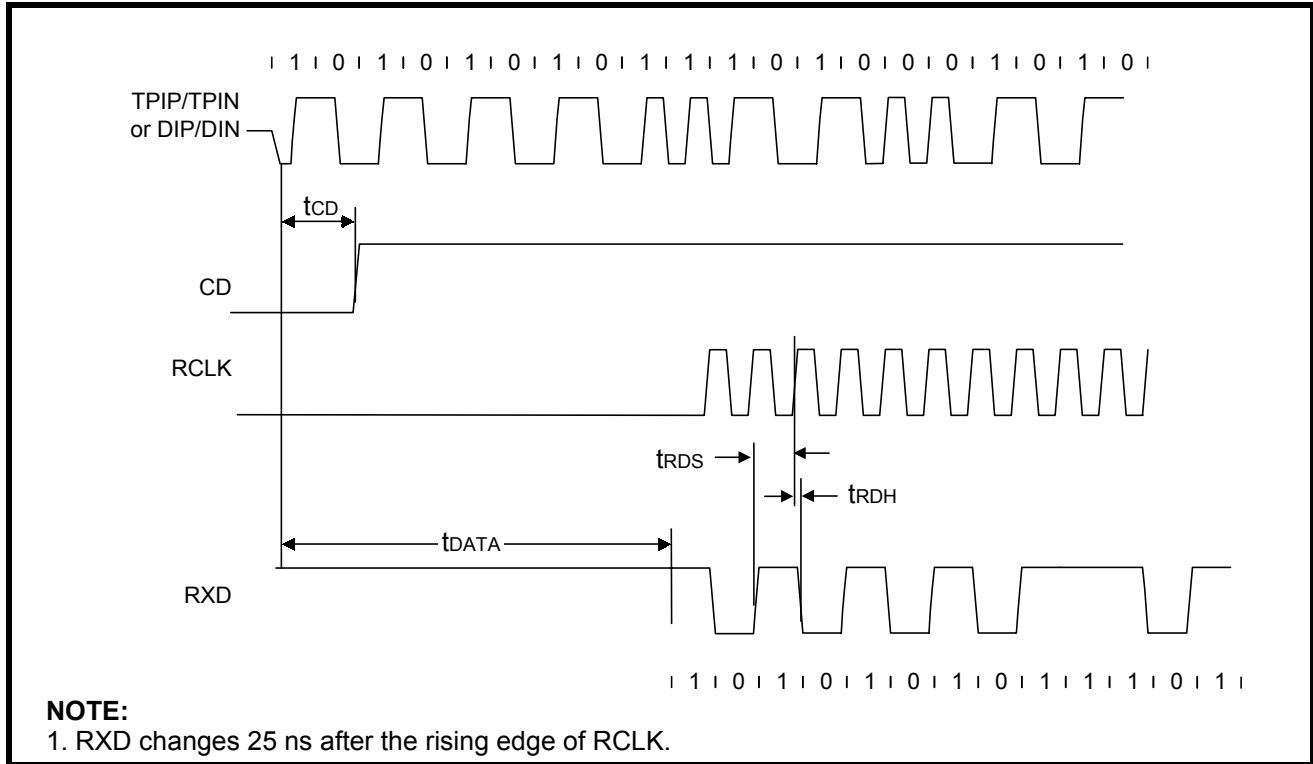 1 0 1 0 1 0 1 0 1 1 1 0 1 0 0 0 1 0 1 0
TPIP/TPIN
or DIP/DIN
tCD
CD
RCLK
tRDS
tRDH
tDATA
RXD
1 0 1 0 1 0 1 0 1 1 1 0 1
NOTE:
1. RXD changes 25 ns after the rising edge of RCLK.